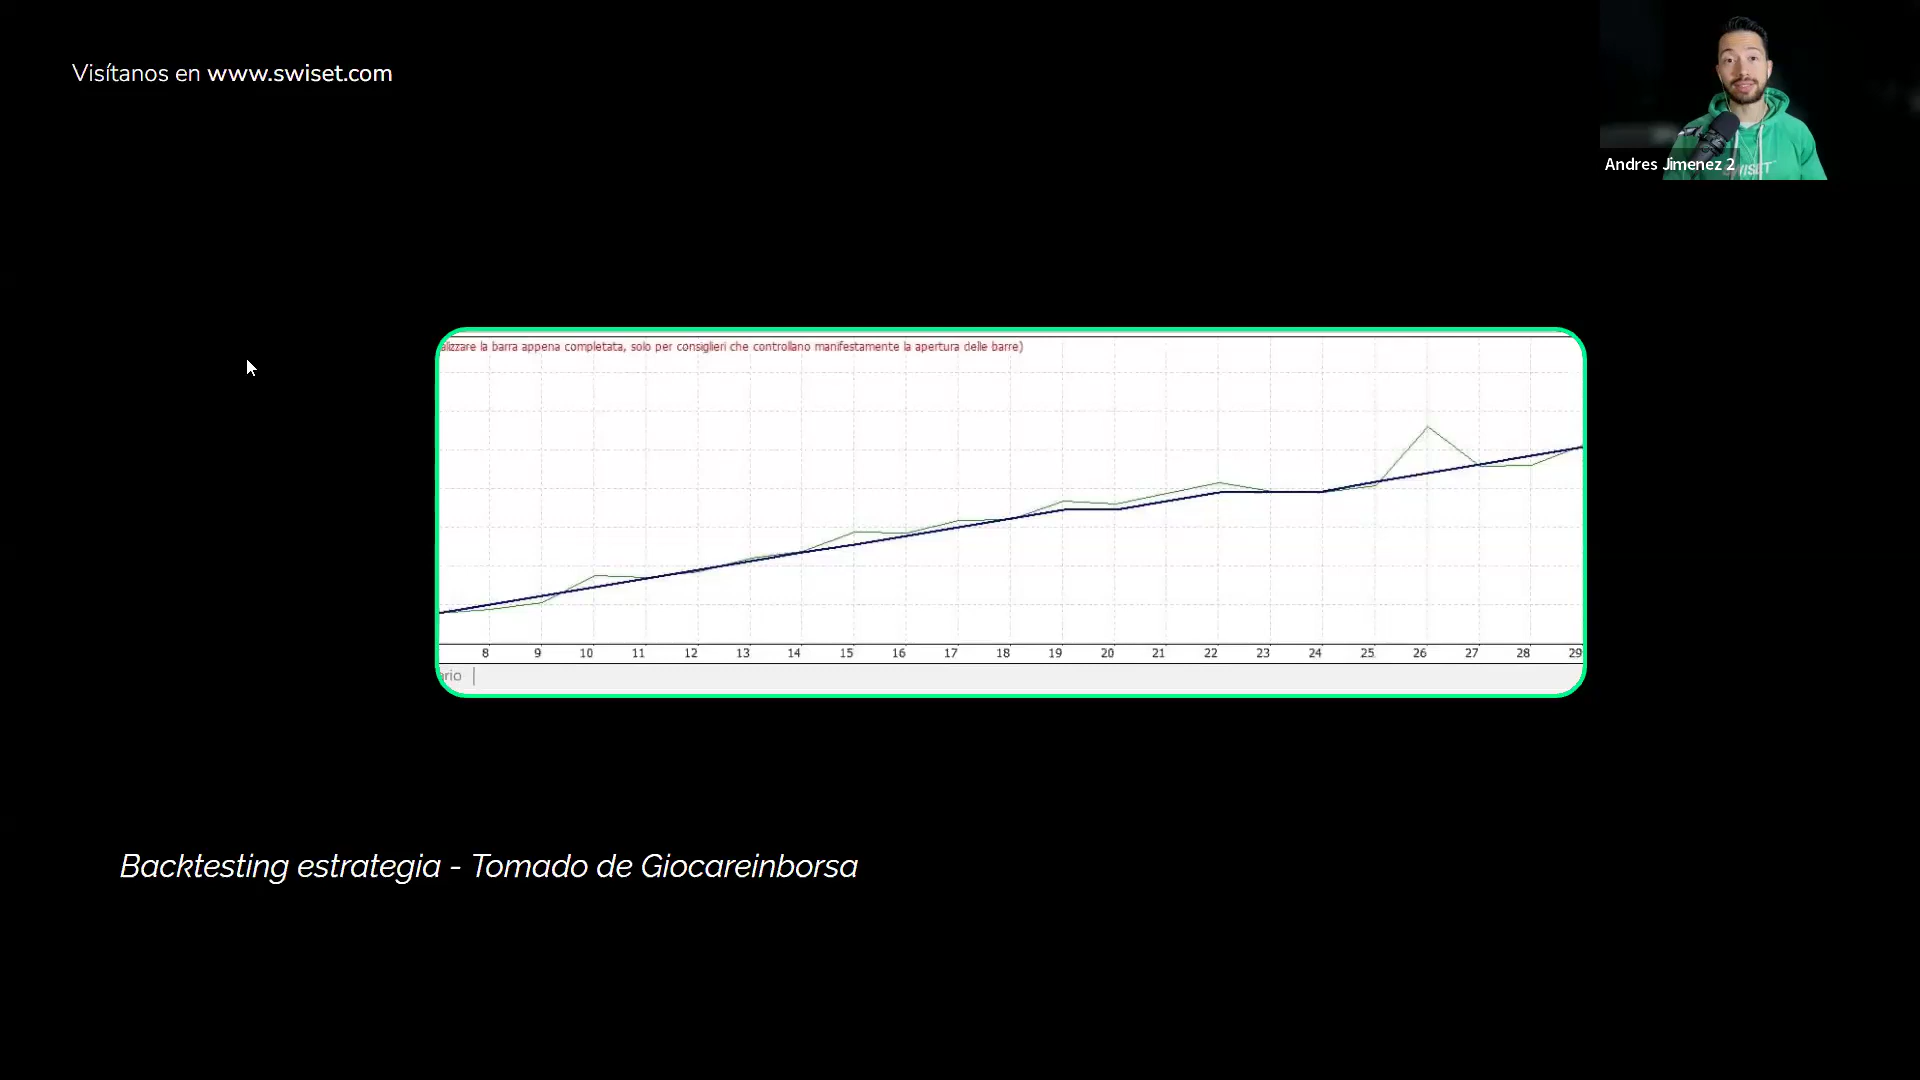 Visítanos en www.swiset.com
SWISET
Andres Jimenez 2
alizzare la barra appena completata, solo per consiglieri che controllano manifestamente la apertura delle barre)
8 9 10 11 12 13 14 15 16 17 18 19 20 21 22 23 24 25 26 27 28 29
ario
Backtesting estrategia - Tomado de Giocareinborsa